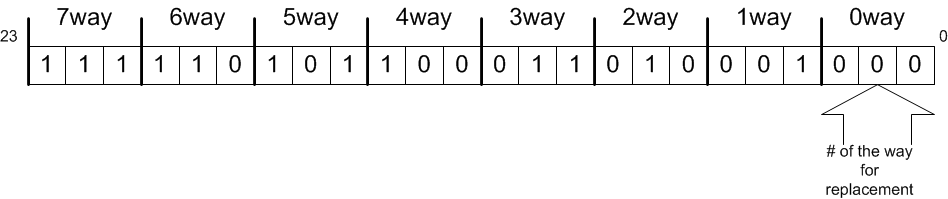 7way 6way 5way 4way 3way 2way 1way 0way
23 0
1 1 1 1 1 0 1 0 1 1 0 0 0 1 1 0 1 0 0 0 1 0 0 0
# of the way
for
replacement